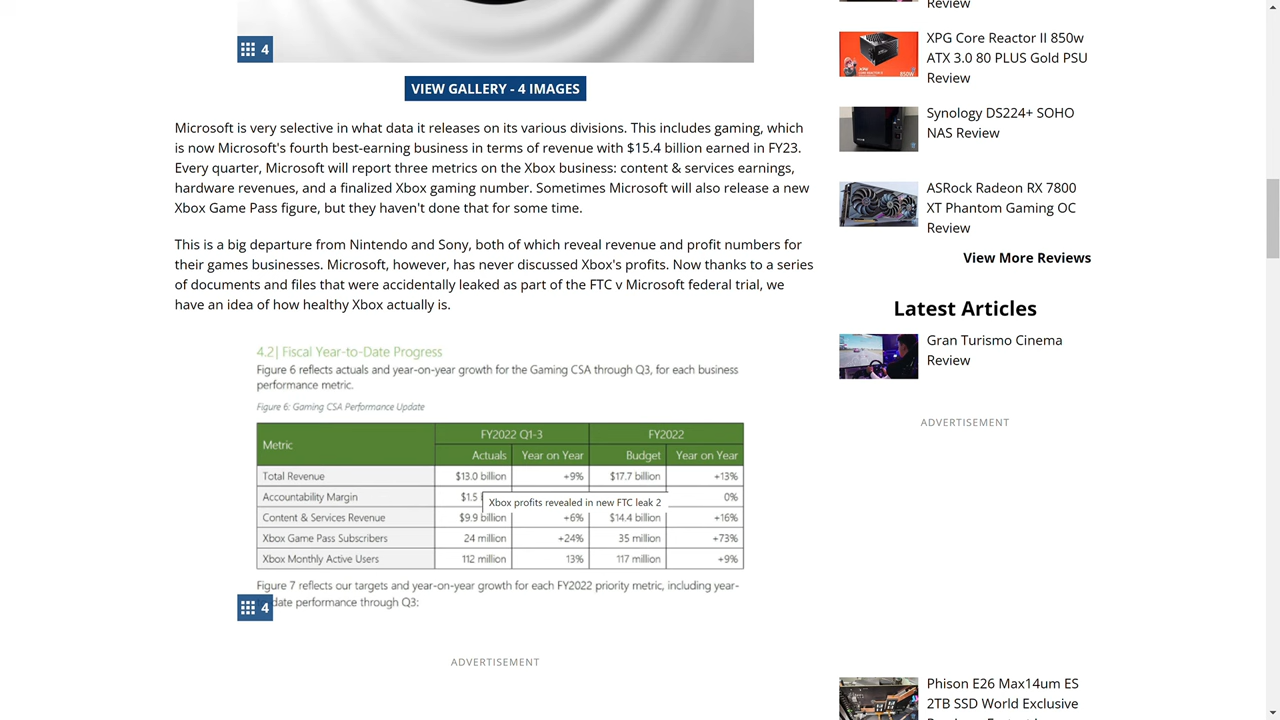 4
VIEW GALLERY - 4 IMAGES
Microsoft is very selective in what data it releases on its various divisions. This includes gaming, which
is now Microsoft's fourth best-earning business in terms of revenue with $15.4 billion earned in FY23.
Every quarter, Microsoft will report three metrics on the Xbox business: content & services earnings,
hardware revenues, and a finalized Xbox gaming number. Sometimes Microsoft will also release a new
Xbox Game Pass figure, but they haven't done that for some time.
This is a big departure from Nintendo and Sony, both of which reveal revenue and profit numbers for
their games businesses. Microsoft, however, has never discussed Xbox's profits. Now thanks to a series
of documents and files that were accidentally leaked as part of the FTC v Microsoft federal trial, we
have an idea of how healthy Xbox actually is.
4.2| Fiscal Year-to-Date Progress
Figure 6 reflects actuals and year-on-year growth for the Gaming CSA through Q3, for each business
performance metric.
Figure 6: Gaming CSA Performance Update
Metric FY2022 Q1-3 FY2022
Actuals Year on Year Budget Year on Year
Total Revenue $13.0 billion +9% $17.7 billion +13%
Accountability Margin $1.5 0%
Xbox profits revealed in new FTC leak 2
Content & Services Revenue $9.9 billion +6% $14.4 billion +16%
Xbox Game Pass Subscribers 24 million +24% 35 million +73%
Xbox Monthly Active Users 112 million 13% 117 million +9%
Figure 7 reflects our targets and year-on-year growth for each FY2022 priority metric, including year-
date performance through Q3:
4
ADVERTISEMENT
Review
XPG Core Reactor II 850w
ATX 3.0 80 PLUS Gold PSU
Review
Synology DS224+ SOHO
NAS Review
ASRock Radeon RX 7800
XT Phantom Gaming OC
Review
View More Reviews
Latest Articles
Gran Turismo Cinema
Review
ADVERTISEMENT
Phison E26 Max14um ES
2TB SSD World Exclusive